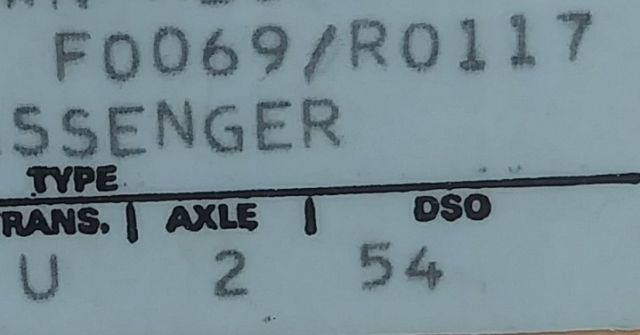 F0069/R0117
SSENGER
TYPE
RANS. | AXLE | DSO
U 2 54